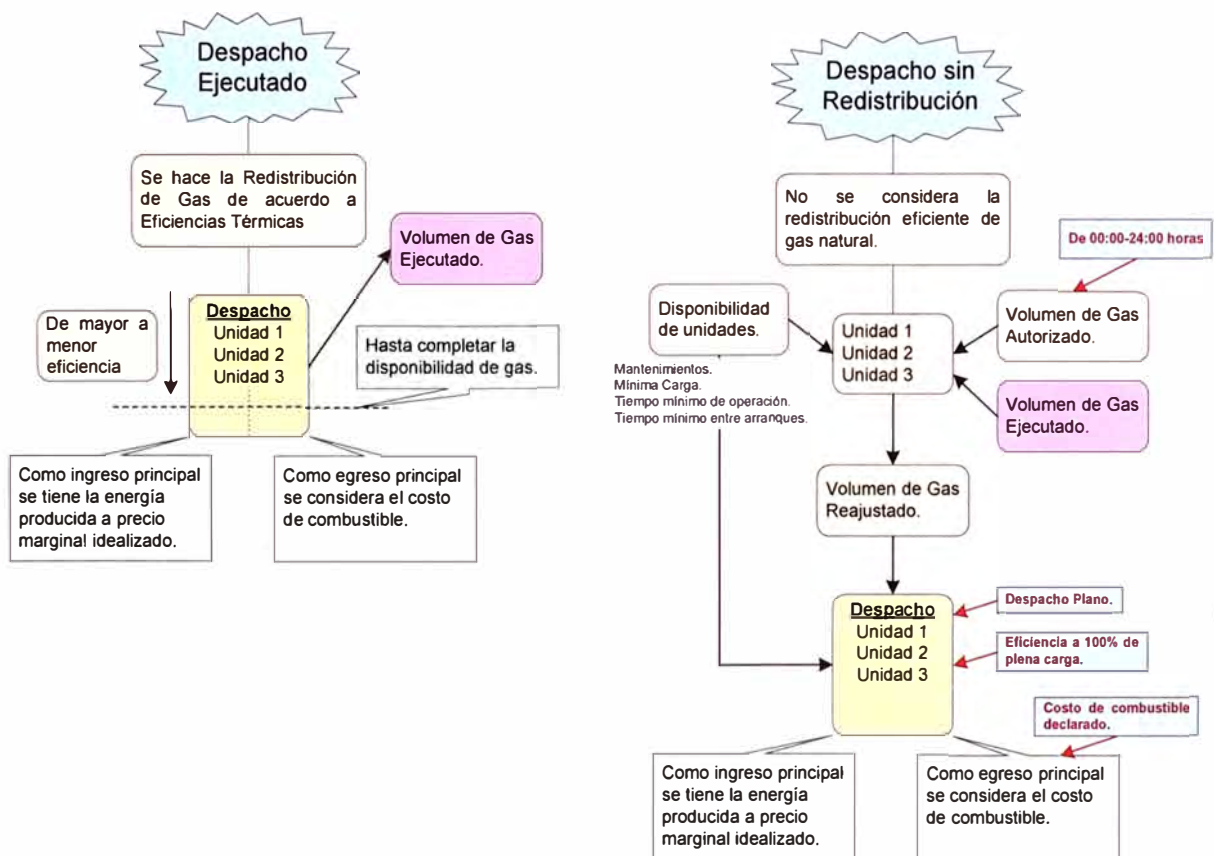 Despacho
Ejecutado
Se hace la Redistribución
de Gas de acuerdo a
Eficiencias Térmicas
Volumen de Gas
Ejecutado.
De mayor a
menor
eficiencia
Despacho
Unidad 1
Unidad 2
Unidad 3
Hasta completar la
disponibilidad de gas.
Como ingreso principal
se tiene la energía
producida a precio
marginal idealizado.
Como egreso principal
se considera el costo
de combustible.
Despacho sin
Redistribución
No se considera la
redistribución eficiente de
gas natural.
De 00:00-24:00 horas
Disponibilidad
de unidades.
Mantenimientos.
Mínima Carga.
Tiempo mínimo de operación.
Tiempo mínimo entre arranques.
Unidad 1
Unidad 2
Unidad 3
Volumen de Gas
Autorizado.
Volumen de Gas
Ejecutado.
Volumen de Gas
Reajustado.
Despacho
Unidad 1
Unidad 2
Unidad 3
Despacho Plano.
Eficiencia a 100% de
plena carga.
Costo de combustible
declarado.
Como ingreso principal
se tiene la energía
producida a precio
marginal idealizado.
Como egreso principal
se considera el costo
de combustible.